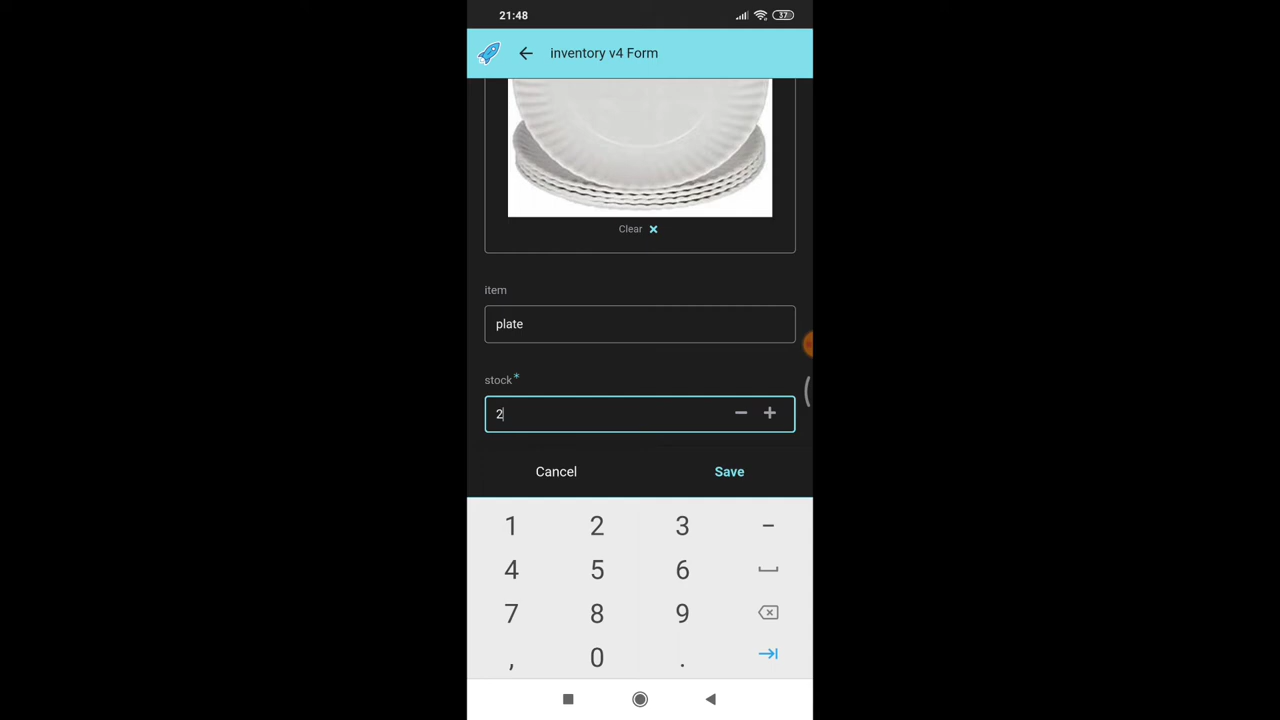 21:48
37
inventory v4 Form
Clear ×
item
plate
stock*
2 − +
Cancel Save
1 2 3 −
4 5 6
7 8 9
, 0 .